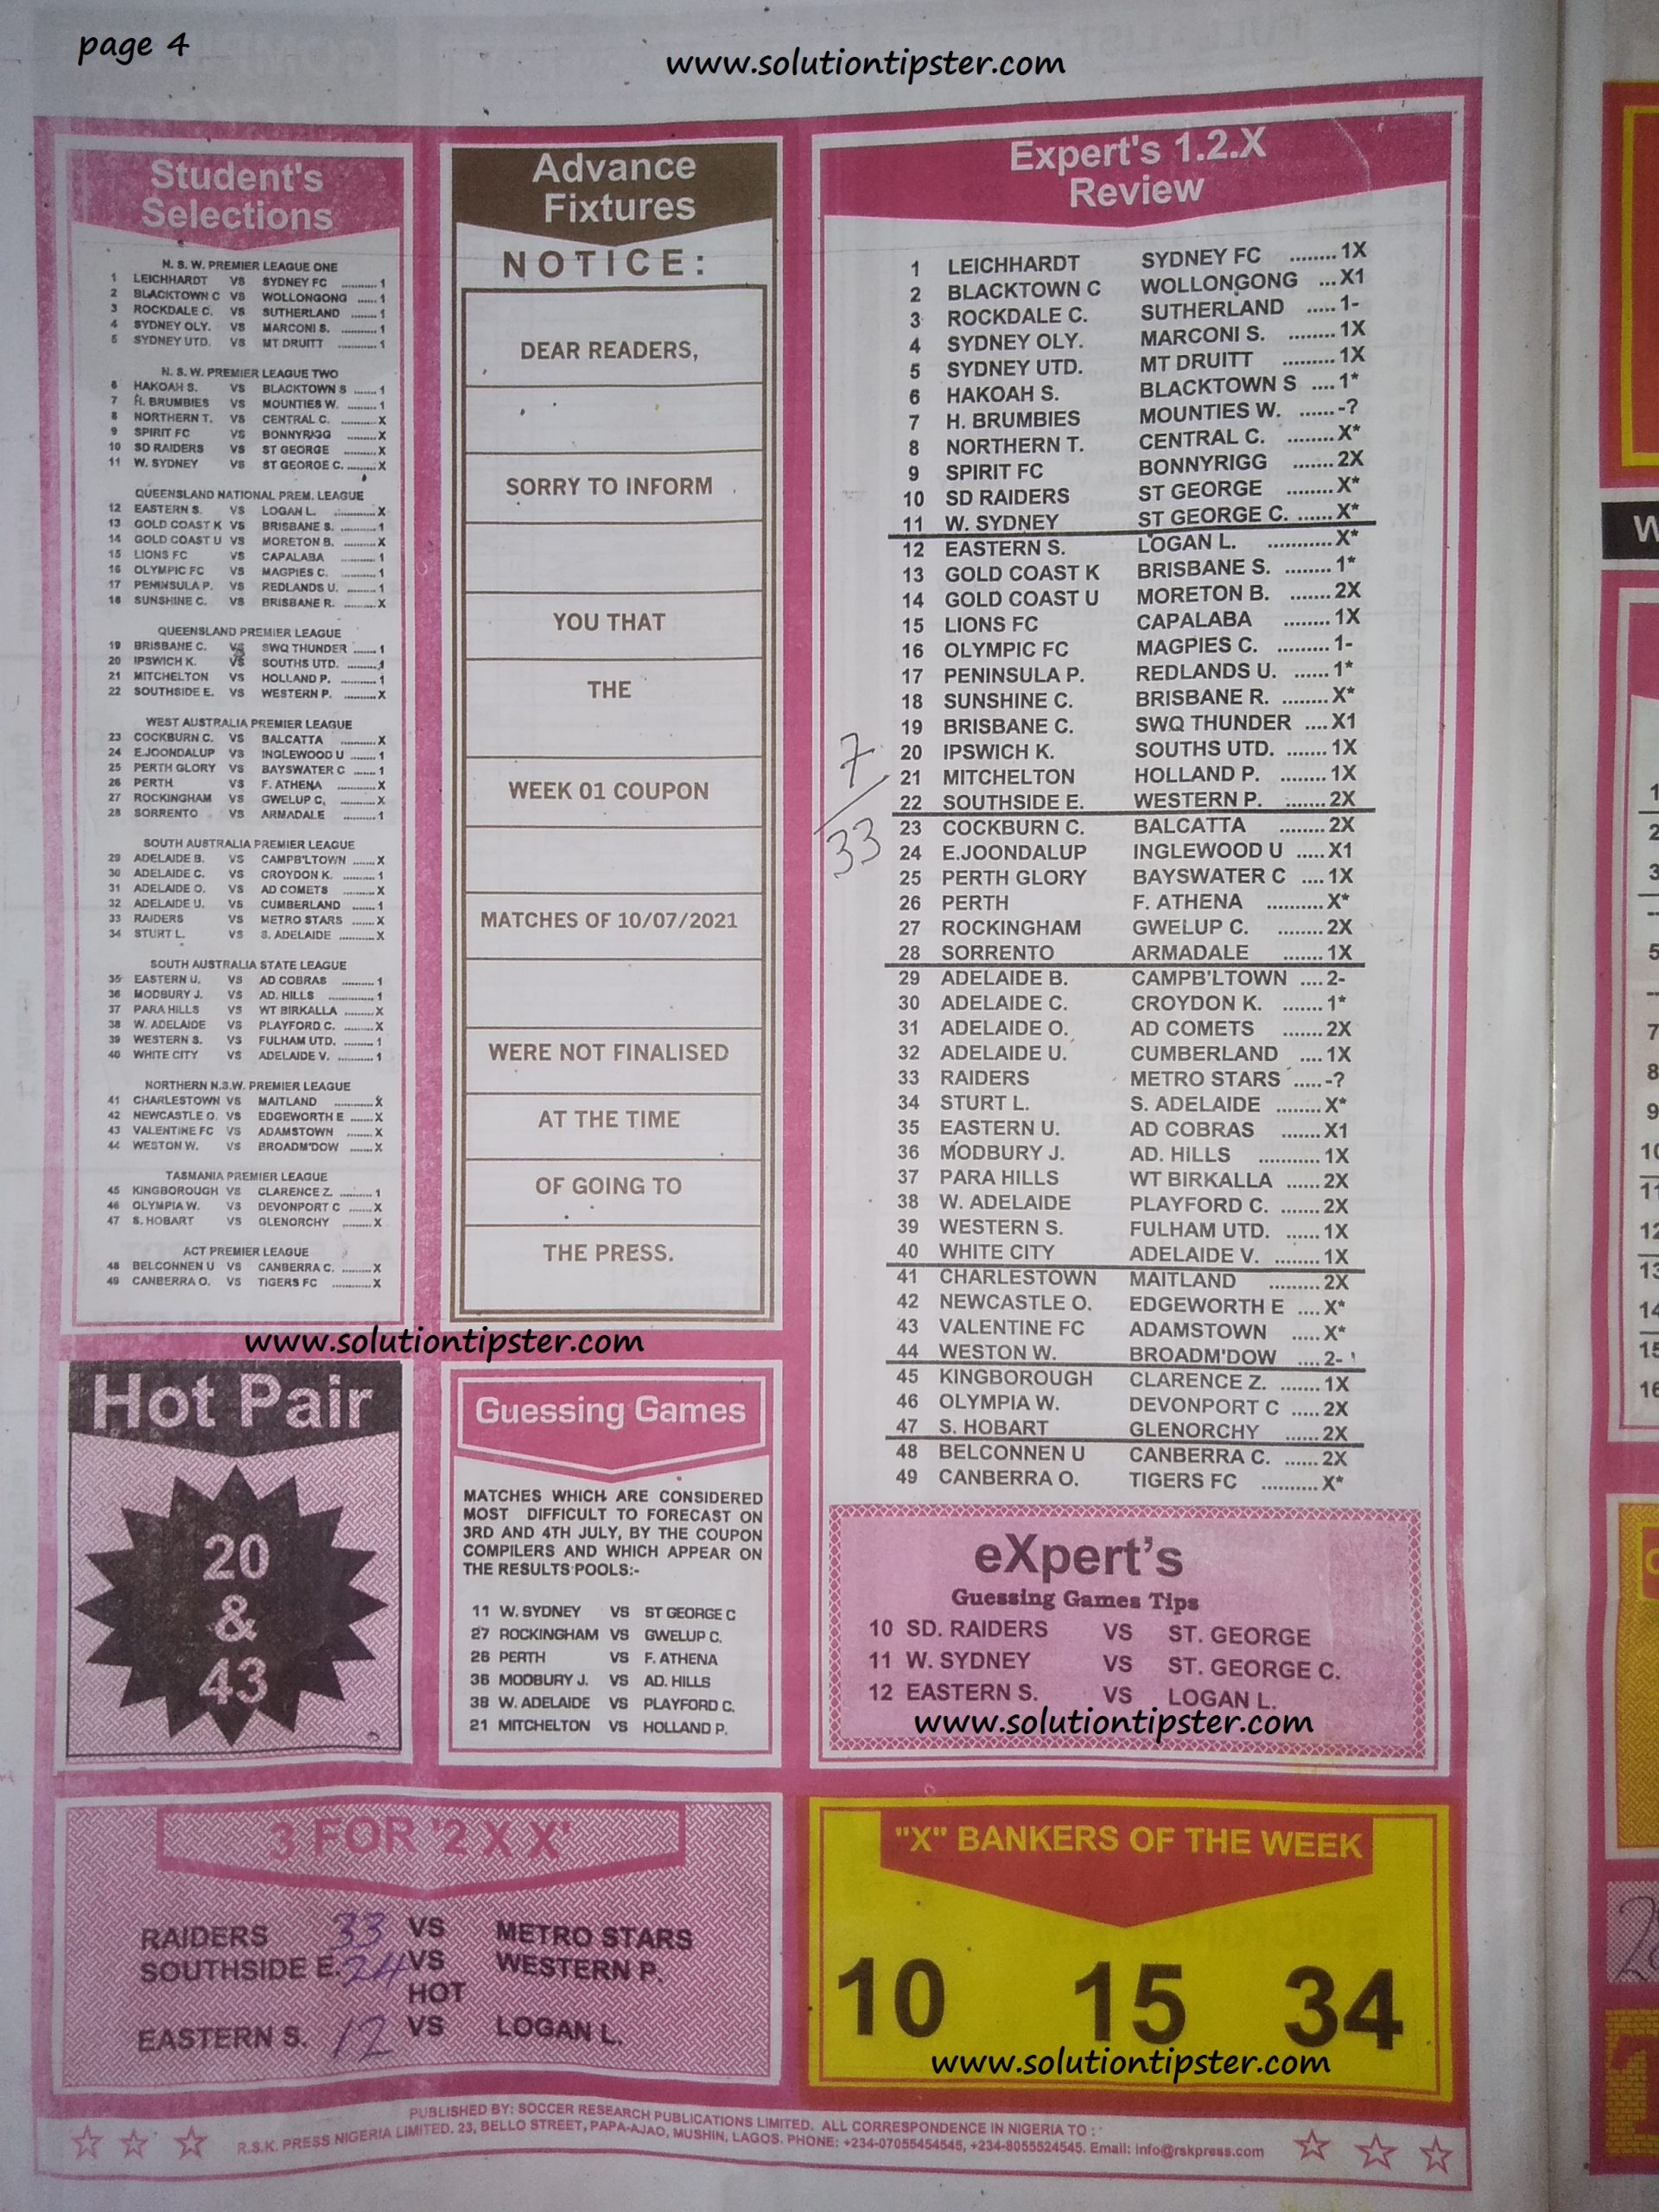 page 4
www.solutiontipster.com
Student's
Selections
N. S. W. PREMIER LEAGUE ONE
1 LEICHHARDT VS SYDNEY FC .......... 1
2 BLACKTOWN C VS WOLLONGONG ...... 1
3 ROCKDALE C. VS SUTHERLAND ....... 1
4 SYDNEY OLY. VS MARCONI S. .......... 1
5 SYDNEY UTD. VS MT DRUITT ........... 1
N. S. W. PREMIER LEAGUE TWO
6 HAKOAH S. VS BLACKTOWN S ..... 1
7 H. BRUMBIES VS MOUNTIES W. ........ 1
8 NORTHERN T. VS CENTRAL C. ......... X
9 SPIRIT FC VS BONNYRIGG ......... X
10 SD RAIDERS VS ST GEORGE ......... X
11 W. SYDNEY VS ST GEORGE C. ........ X
QUEENSLAND NATIONAL PREM. LEAGUE
12 EASTERN S. VS LOGAN L. ........... X
13 GOLD COAST K VS BRISBANE S. ........ 1
14 GOLD COAST U VS MORETON B. ........ X
15 LIONS FC VS CAPALABA ......... 1
16 OLYMPIC FC VS MAGPIES C. .......... 1
17 PENINSULA P. VS REDLANDS U. ....... 1
18 SUNSHINE C. VS BRISBANE R. ........ X
QUEENSLAND PREMIER LEAGUE
19 BRISBANE C. VS SWQ THUNDER ...... 1
20 IPSWICH K. VS SOUTHS UTD. ........ 1
21 MITCHELTON VS HOLLAND P. .......... 1
22 SOUTHSIDE E. VS WESTERN P. ......... X
WEST AUSTRALIA PREMIER LEAGUE
23 COCKBURN C. VS BALCATTA .......... X
24 E.JOONDALUP VS INGLEWOOD U ...... 1
25 PERTH GLORY VS BAYSWATER C ...... 1
26 PERTH VS F. ATHENA ........... X
27 ROCKINGHAM VS GWELUP C, .......... X
28 SORRENTO VS ARMADALE .......... 1
SOUTH AUSTRALIA PREMIER LEAGUE
29 ADELAIDE B. VS CAMPB'LTOWN ...... X
30 ADELAIDE C. VS CROYDON K. ........ 1
31 ADELAIDE O. VS AD COMETS ......... X
32 ADELAIDE U. VS CUMBERLAND ....... 1
33 RAIDERS VS METRO STARS ....... X
34 STURT L. VS S. ADELAIDE .......... X
SOUTH AUSTRALIA STATE LEAGUE
35 EASTERN U. VS AD COBRAS .......... 1
36 MODBURY J. VS AD. HILLS ............. 1
37 PARA HILLS VS WT BIRKALLA ........ X
38 W. ADELAIDE VS PLAYFORD C. ........ X
39 WESTERN S. VS FULHAM UTD. ........ 1
40 WHITE CITY VS ADELAIDE V. .......... 1
NORTHERN N.S.W. PREMIER LEAGUE
41 CHARLESTOWN VS MAITLAND ........... X
42 NEWCASTLE O. VS EDGEWORTH E ...... X
43 VALENTINE FC VS ADAMSTOWN ....... X
44 WESTON W. VS BROADM'DOW ...... X
TASMANIA PREMIER LEAGUE
45 KINGBOROUGH VS CLARENCE Z. ......... 1
46 OLYMPIA W. VS DEVONPORT C ....... X
47 S. HOBART VS GLENORCHY ......... X
ACT PREMIER LEAGUE
48 BELCONNEN U VS CANBERRA C. ........ X
49 CANBERRA O. VS TIGERS FC ........... X
Advance
Fixtures
NOTICE:
DEAR READERS,
SORRY TO INFORM
YOU THAT
THE
WEEK 01 COUPON
MATCHES OF 10/07/2021
WERE NOT FINALISED
AT THE TIME
OF GOING TO
THE PRESS.
Expert's 1.2.X
Review
1 LEICHHARDT SYDNEY FC ........ 1X
2 BLACKTOWN C WOLLONGONG ... X1
3 ROCKDALE C. SUTHERLAND ..... 1-
4 SYDNEY OLY. MARCONI S. ........ 1X
5 SYDNEY UTD. MT DRUITT ......... 1X
6 HAKOAH S. BLACKTOWN S .... 1*
7 H. BRUMBIES MOUNTIES W. ...... -?
8 NORTHERN T. CENTRAL C. ........ X*
9 SPIRIT FC BONNYRIGG ....... 2X
10 SD RAIDERS ST GEORGE ........ X*
11 W. SYDNEY ST GEORGE C. ...... X*
12 EASTERN S. LOGAN L. ........... X*
13 GOLD COAST K BRISBANE S. ........ 1*
14 GOLD COAST U MORETON B. ....... 2X
15 LIONS FC CAPALABA ........ 1X
16 OLYMPIC FC MAGPIES C. ......... 1-
17 PENINSULA P. REDLANDS U. ...... 1*
18 SUNSHINE C. BRISBANE R. ........ X*
19 BRISBANE C. SWQ THUNDER .... X1
20 IPSWICH K. SOUTHS UTD. ....... 1X
21 MITCHELTON HOLLAND P. ........ 1X
22 SOUTHSIDE E. WESTERN P. ....... 2X
23 COCKBURN C. BALCATTA ........ 2X
24 E.JOONDALUP INGLEWOOD U ..... X1
25 PERTH GLORY BAYSWATER C .... 1X
26 PERTH F. ATHENA .......... X*
27 ROCKINGHAM GWELUP C. ........ 2X
28 SORRENTO ARMADALE ....... 1X
29 ADELAIDE B. CAMPB'LTOWN .... 2-
30 ADELAIDE C. CROYDON K. ....... 1*
31 ADELAIDE O. AD COMETS ....... 2X
32 ADELAIDE U. CUMBERLAND .... 1X
33 RAIDERS METRO STARS ..... -?
34 STURT L. S. ADELAIDE ........ X*
35 EASTERN U. AD COBRAS ....... X1
36 MODBURY J. AD. HILLS ........... 1X
37 PARA HILLS WT BIRKALLA ...... 2X
38 W. ADELAIDE PLAYFORD C. ....... 2X
39 WESTERN S. FULHAM UTD. ...... 1X
40 WHITE CITY ADELAIDE V. ........ 1X
41 CHARLESTOWN MAITLAND ......... 2X
42 NEWCASTLE O. EDGEWORTH E .... X*
43 VALENTINE FC ADAMSTOWN ..... X*
44 WESTON W. BROADM'DOW .... 2-
45 KINGBOROUGH CLARENCE Z. ....... 1X
46 OLYMPIA W. DEVONPORT C ..... 2X
47 S. HOBART GLENORCHY ...... 2X
48 BELCONNEN U CANBERRA C. ...... 2X
49 CANBERRA O. TIGERS FC .......... X*
7
33
www.solutiontipster.com
Hot Pair
20
&
43
Guessing Games
MATCHES WHICH ARE CONSIDERED
MOST DIFFICULT TO FORECAST ON
3RD AND 4TH JULY, BY THE COUPON
COMPILERS AND WHICH APPEAR ON
THE RESULTS POOLS:-
11 W. SYDNEY VS ST GEORGE C
27 ROCKINGHAM VS GWELUP C.
26 PERTH VS F. ATHENA
36 MODBURY J. VS AD. HILLS
38 W. ADELAIDE VS PLAYFORD C.
21 MITCHELTON VS HOLLAND P.
eXpert's
Guessing Games Tips
10 SD. RAIDERS VS ST. GEORGE
11 W. SYDNEY VS ST. GEORGE C.
12 EASTERN S. VS LOGAN L.
www.solutiontipster.com
3 FOR '2 X X'
RAIDERS 33 VS METRO STARS
SOUTHSIDE E. 24 VS WESTERN P.
HOT
EASTERN S. 12 VS LOGAN L.
"X" BANKERS OF THE WEEK
10 15 34
www.solutiontipster.com
PUBLISHED BY: SOCCER RESEARCH PUBLICATIONS LIMITED. ALL CORRESPONDENCE IN NIGERIA TO :
R.S.K. PRESS NIGERIA LIMITED. 23, BELLO STREET, PAPA-AJAO, MUSHIN, LAGOS. PHONE: +234-07055454545, +234-8055524545. Email: info@rskpress.com